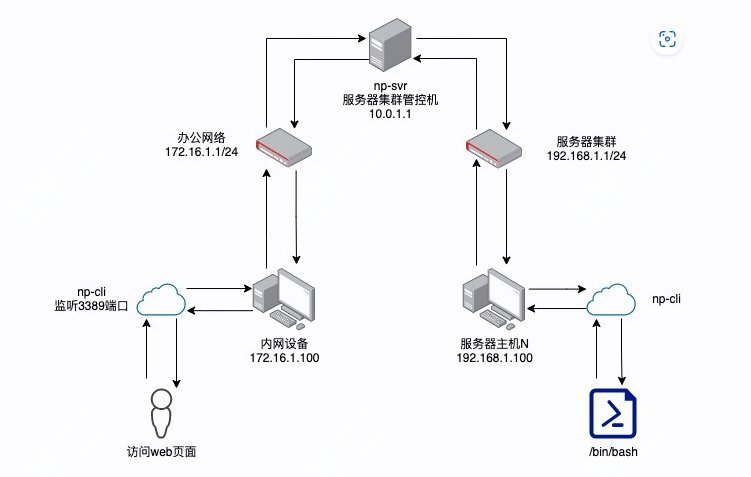 np-svr
服务器集群管控机
10.0.1.1
办公网络
172.16.1.1/24
服务器集群
192.168.1.1/24
np-cli
监听3389端口
内网设备
172.16.1.100
服务器主机N
192.168.1.100
np-cli
访问web页面
/bin/bash